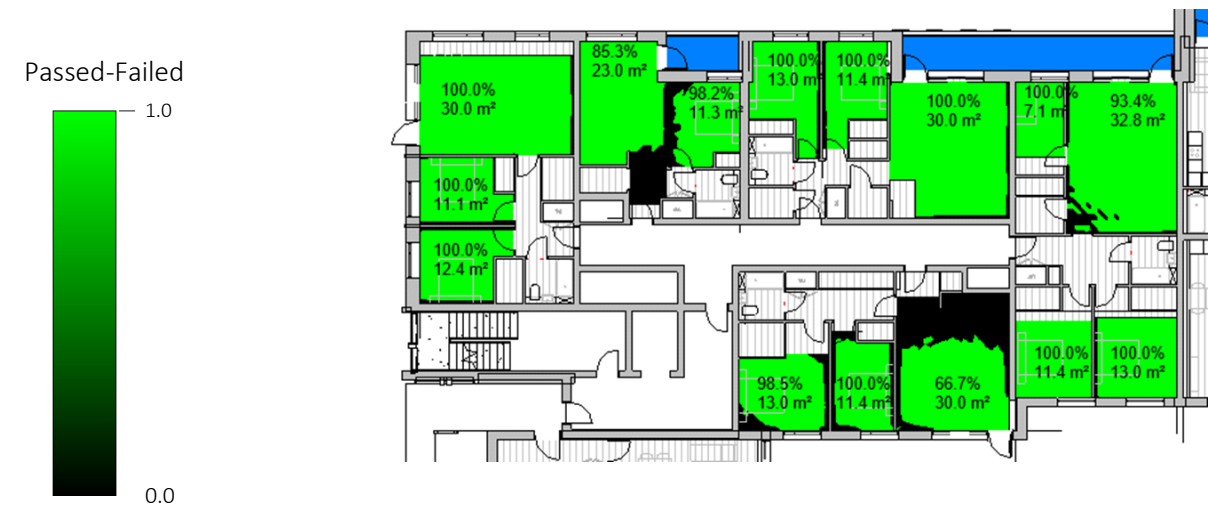 Passed-Failed
1.0
0.0
100.0%
30.0 m²
85.3%
23.0 m²
98.2%
11.3 m²
100.0%
13.0 m²
100.0%
11.4 m²
100.0%
30.0 m²
100.0%
7.1 m²
93.4%
32.8 m²
100.0%
11.1 m²
100.0%
12.4 m²
98.5%
13.0 m²
100.0%
11.4 m²
66.7%
30.0 m²
100.0%
11.4 m²
100.0%
13.0 m²